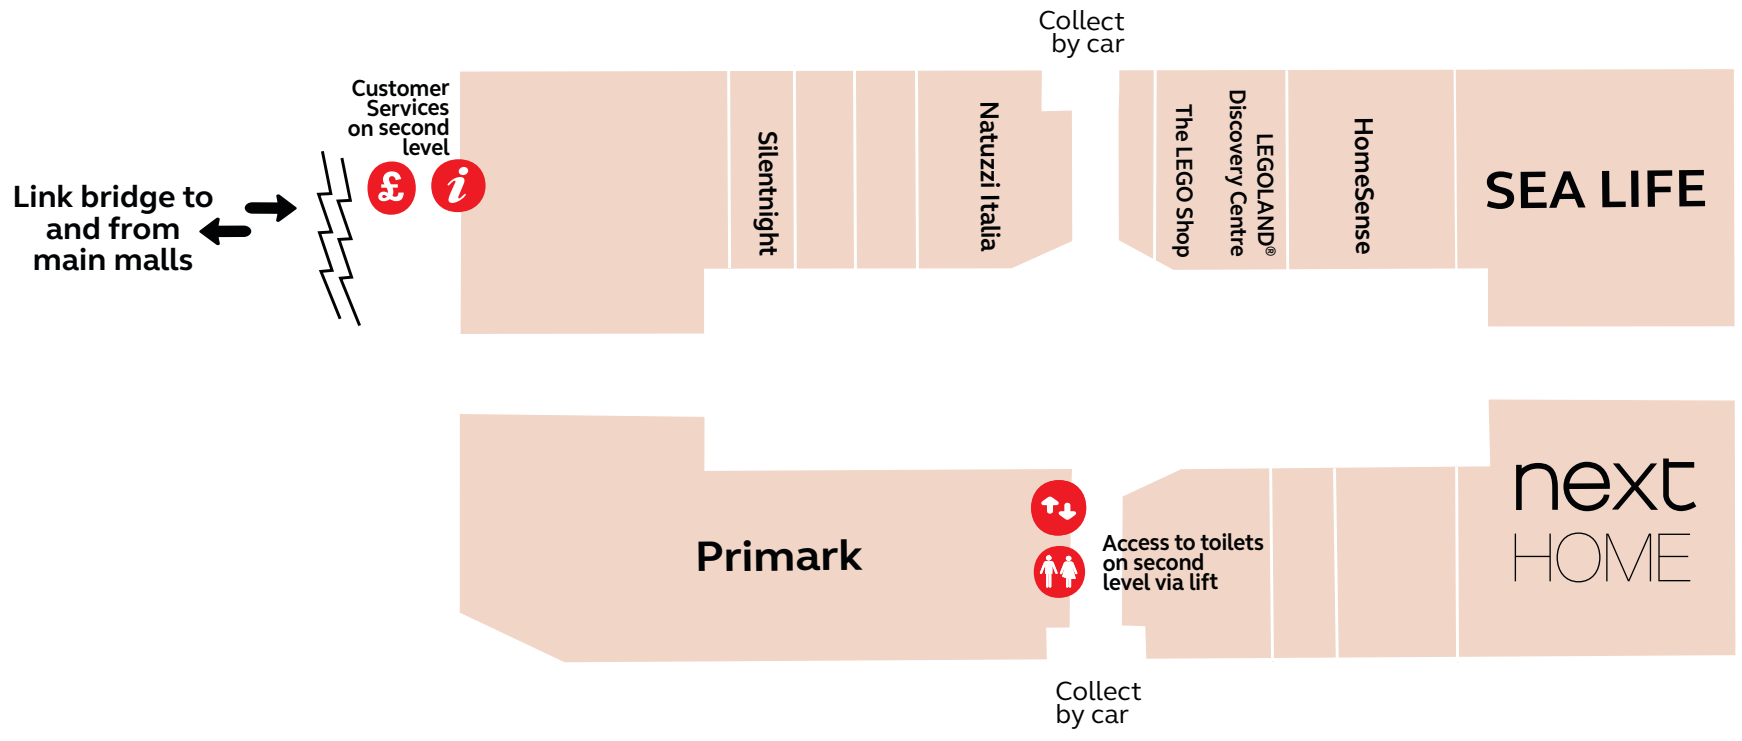 Collect
by car
Customer
Services
on second
level
£
i
Link bridge to
and from
main malls
Silentnight
Natuzzi Italia
The LEGO Shop
LEGOLAND®
Discovery Centre
HomeSense
SEA LIFE
Primark
Access to toilets
on second
level via lift
next
HOME
Collect
by car